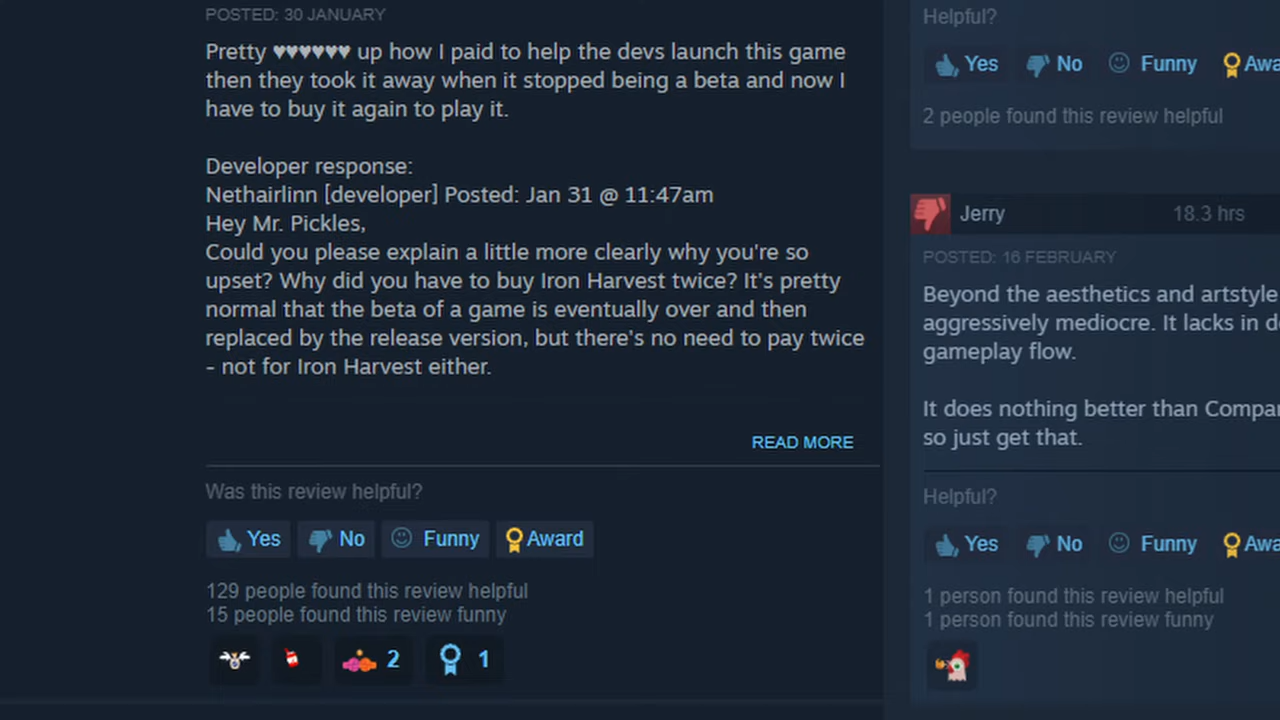 POSTED: 30 JANUARY
Pretty ♥♥♥♥♥♥ up how I paid to help the devs launch this game
then they took it away when it stopped being a beta and now I
have to buy it again to play it.
Developer response:
Nethairlinn [developer] Posted: Jan 31 @ 11:47am
Hey Mr. Pickles,
Could you please explain a little more clearly why you're so
upset? Why did you have to buy Iron Harvest twice? It's pretty
normal that the beta of a game is eventually over and then
replaced by the release version, but there's no need to pay twice
- not for Iron Harvest either.
READ MORE
Was this review helpful?
Yes No Funny Award
129 people found this review helpful
15 people found this review funny
2 1
Helpful?
Yes No Funny
2 people found this review helpful
Jerry 18.3 hrs
POSTED: 16 FEBRUARY
Beyond the aesthetics and artstyle
aggressively mediocre. It lacks in
gameplay flow.
It does nothing better than
so just get that.
Helpful?
Yes No Funny
1 person found this review helpful
1 person found this review funny